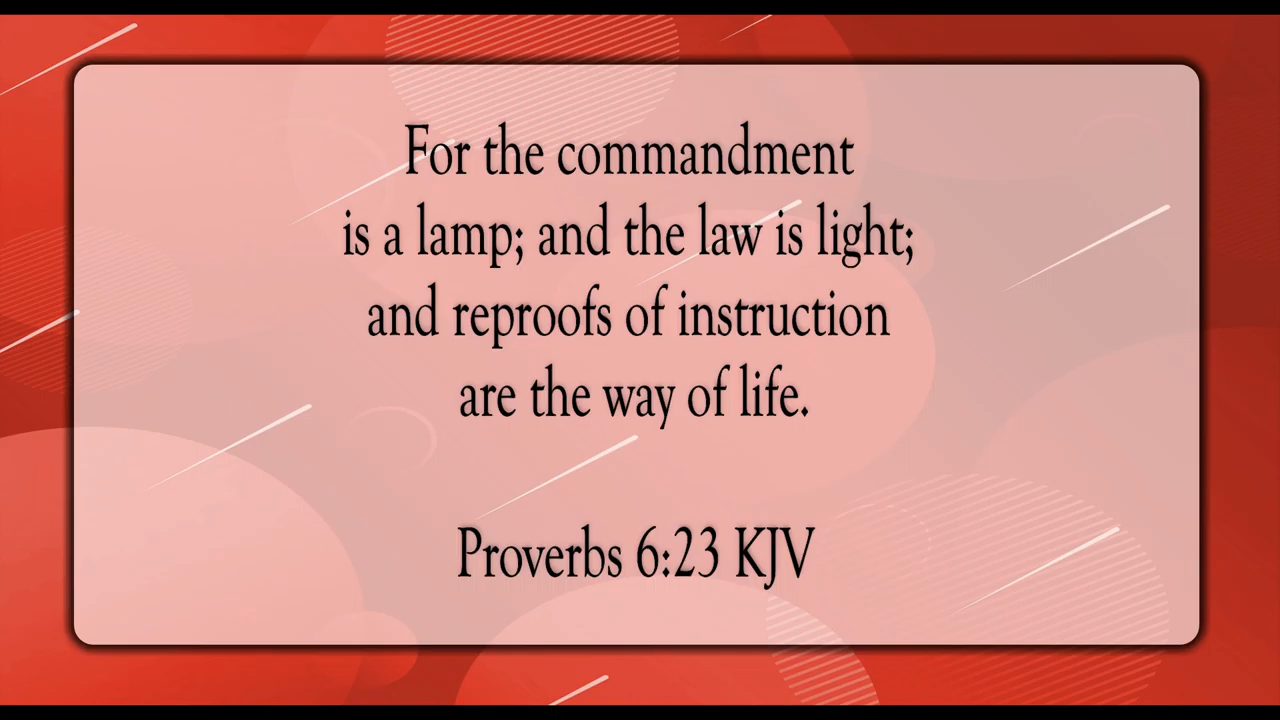 For the commandment
is a lamp; and the law is light;
and reproofs of instruction
are the way of life.
Proverbs 6:23 KJV